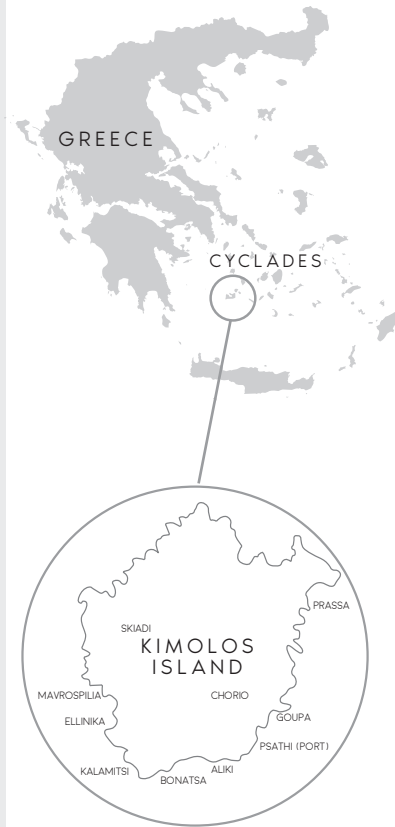 GREECE
CYCLADES
PRASSA
SKIADI
KIMOLOS
ISLAND
MAVROSPILIA
CHORIO
ELLINIKA
GOUPA
PSATHI (PORT)
KALAMITSI
ALIKI
BONATSA